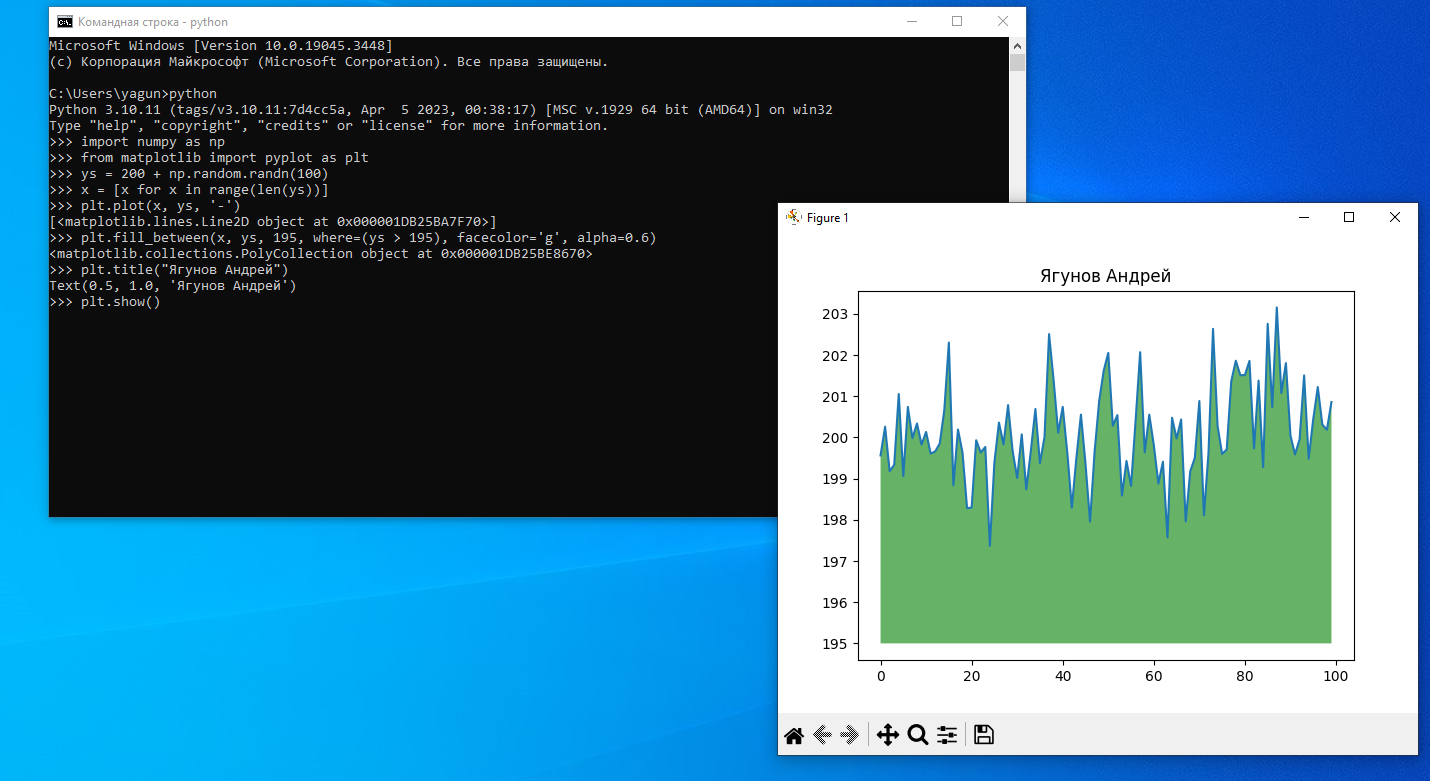 Командная строка - python
Microsoft Windows [Version 10.0.19045.3448]
(c) Корпорация Майкрософт (Microsoft Corporation). Все права защищены.
C:\Users\yagun>python
Python 3.10.11 (tags/v3.10.11:7d4cc5a, Apr  5 2023, 00:38:17) [MSC v.1929 64 bit (AMD64)] on win32
Type "help", "copyright", "credits" or "license" for more information.
>>> import numpy as np
>>> from matplotlib import pyplot as plt
>>> ys = 200 + np.random.randn(100)
>>> x = [x for x in range(len(ys))]
>>> plt.plot(x, ys, '-')
[<matplotlib.lines.Line2D object at 0x000001DB25BA7F70>]
>>> plt.fill_between(x, ys, 195, where=(ys > 195), facecolor='g', alpha=0.6)
<matplotlib.collections.PolyCollection object at 0x000001DB25BE8670>
>>> plt.title("Ягунов Андрей")
Text(0.5, 1.0, 'Ягунов Андрей')
>>> plt.show()
Figure 1
Ягунов Андрей
203
202
201
200
199
198
197
196
195
0 20 40 60 80 100